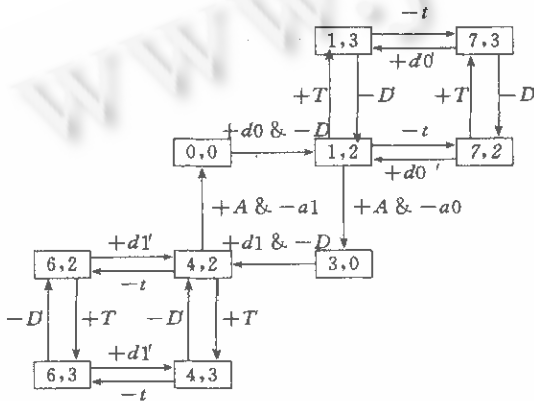 −t
1,3
7,3
+d0′
+T
−D
+T
−D
+d0 & −D
−t
0,0
1,2
7,2
+d0′
+A & −a1
+A & −a0
+d1′
+d1 & −D
6,2
4,2
3,0
−t
−D
+T
−D
+T
+d1′
6,3
4,3
−t